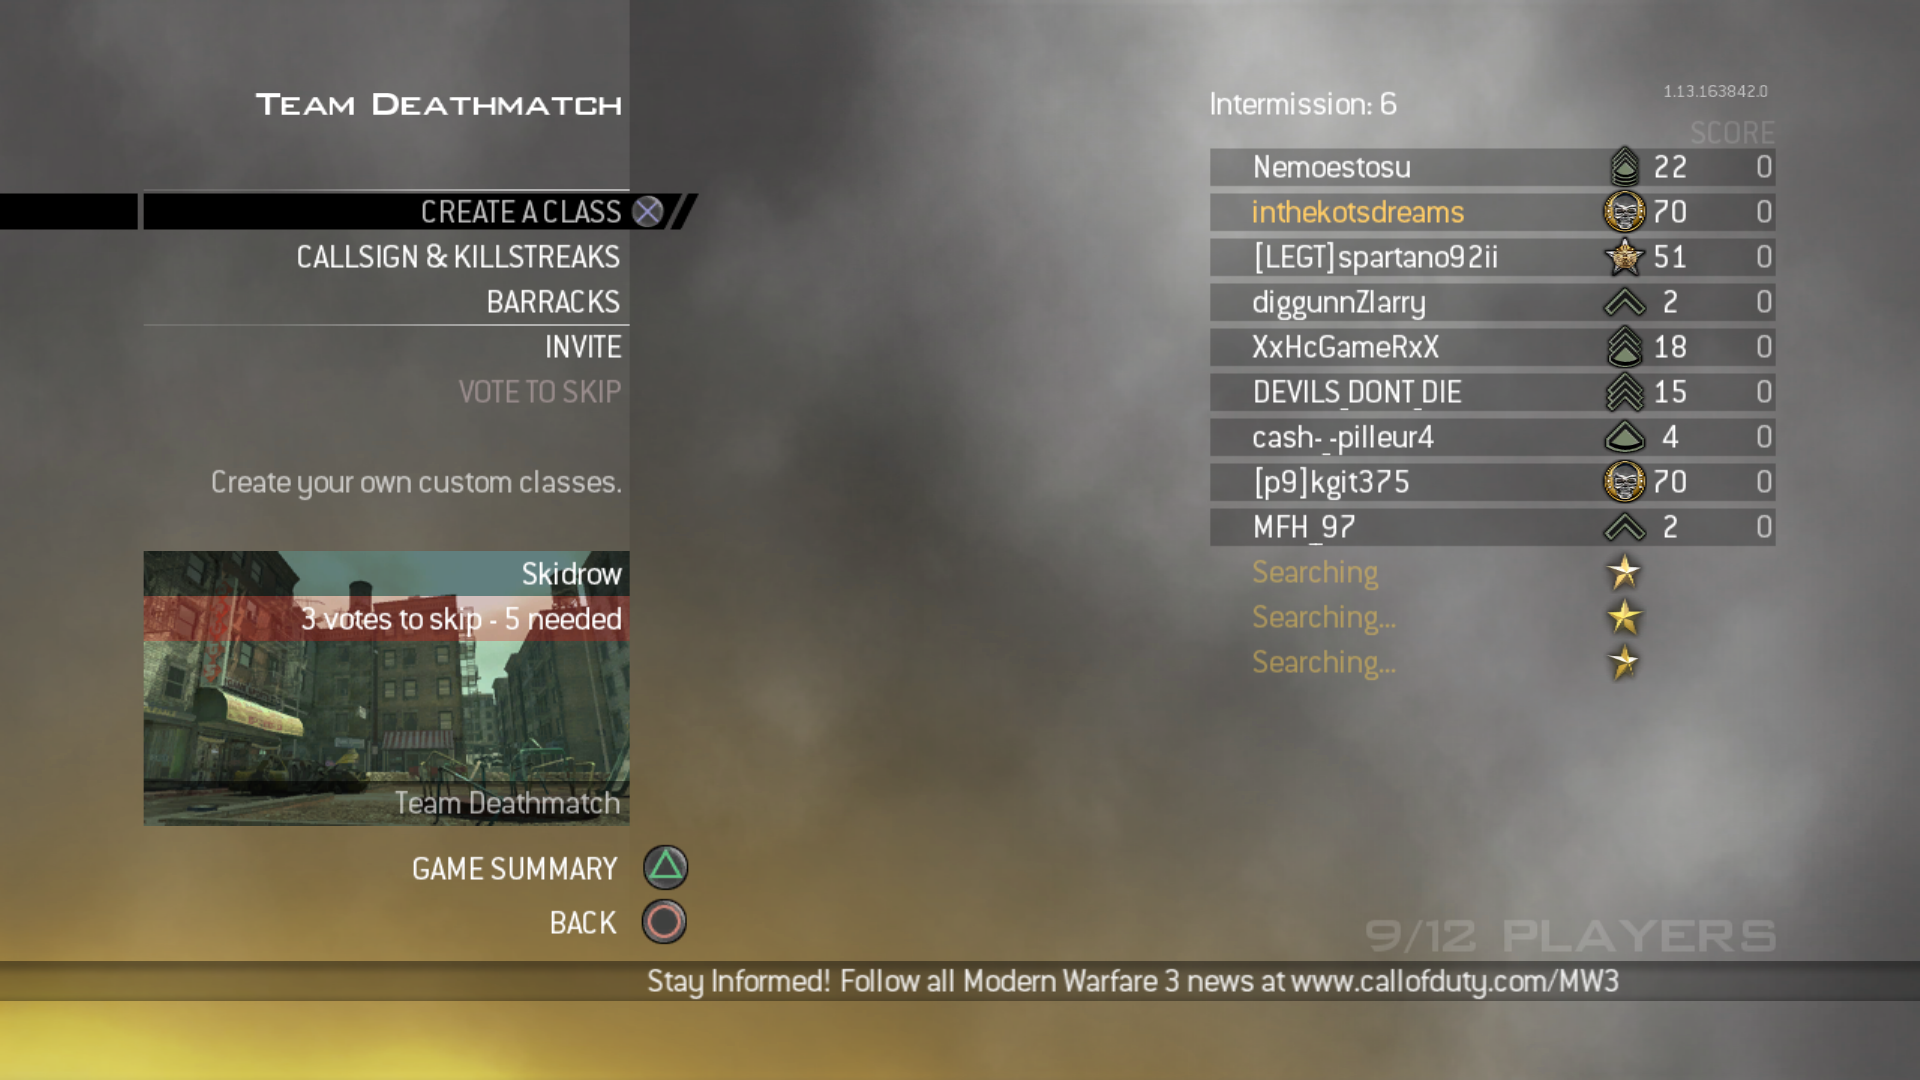 TEAM DEATHMATCH
CREATE A CLASS
CALLSIGN & KILLSTREAKS
BARRACKS
INVITE
VOTE TO SKIP
Create your own custom classes.
Skidrow
3 votes to skip - 5 needed
Team Deathmatch
GAME SUMMARY
BACK
Intermission: 6
1.13.163842.0
SCORE
Nemoestosu 22 0
inthekotsdreams 70 0
[LEGT]spartano92ii 51 0
diggunnZlarry 2 0
XxHcGameRxX 18 0
DEVILS_DONT_DIE 15 0
cash-_-pilleur4 4 0
[p9]kgit375 70 0
MFH_97 2 0
Searching
Searching...
Searching...
9/12 PLAYERS
Stay Informed! Follow all Modern Warfare 3 news at www.callofduty.com/MW3